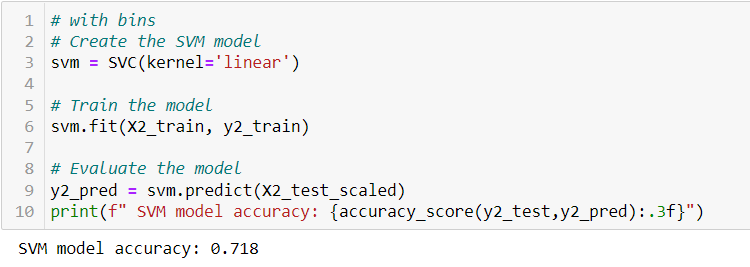 1 # with bins
2 # Create the SVM model
3 svm = SVC(kernel='linear')
4
5 # Train the model
6 svm.fit(X2_train, y2_train)
7
8 # Evaluate the model
9 y2_pred = svm.predict(X2_test_scaled)
10 print(f" SVM model accuracy: {accuracy_score(y2_test,y2_pred):.3f}")
SVM model accuracy: 0.718